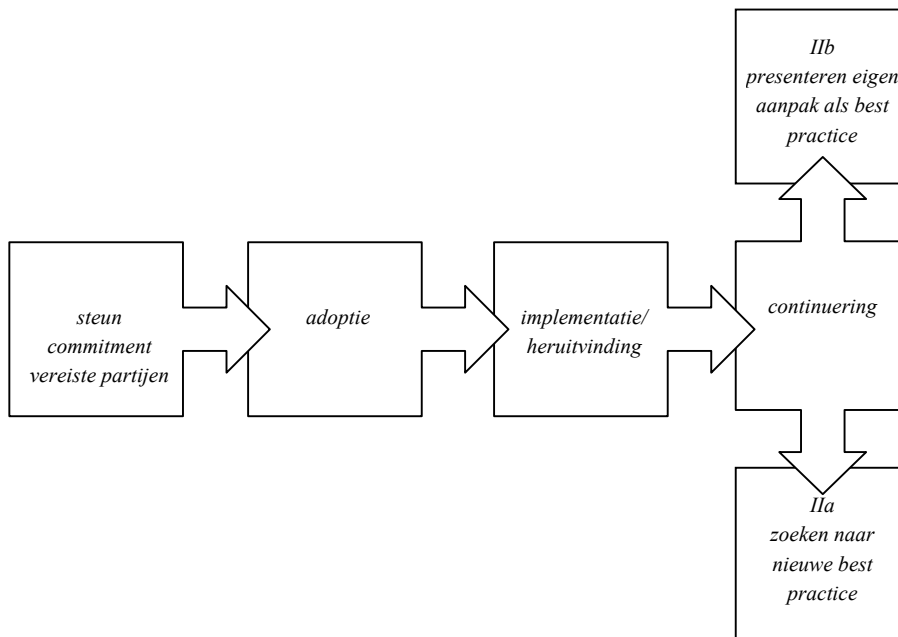 IIb
presenteren eigen
aanpak als best
practice
steun
commitment
vereiste partijen
adoptie
implementatie/
heruitvinding
continuering
IIa
zoeken naar
nieuwe best
practice